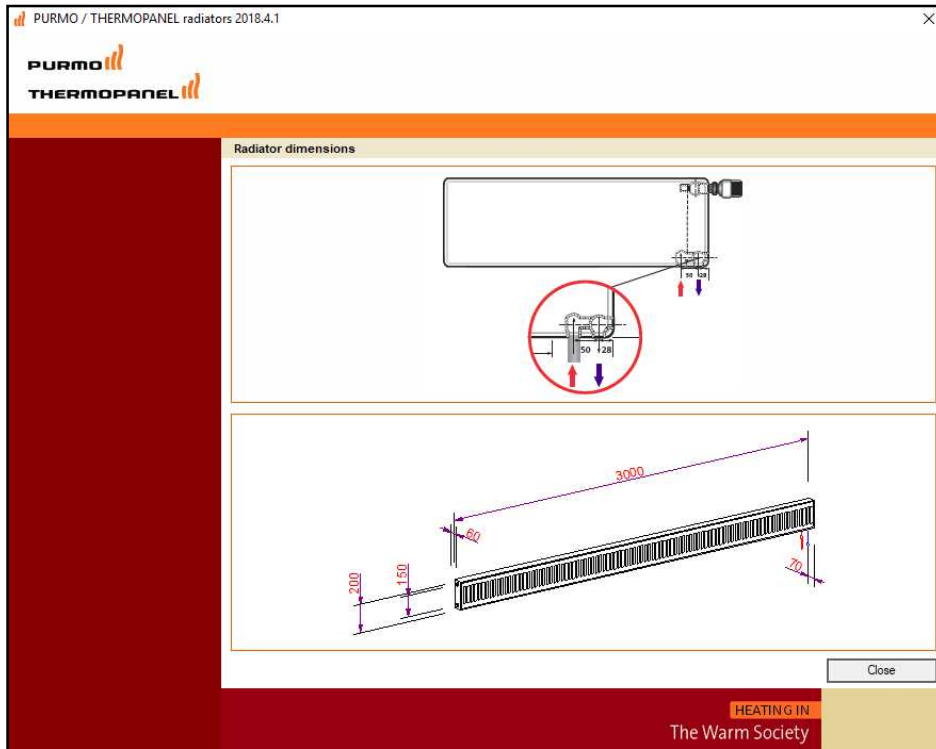 PURMO / THERMOPANEL radiators 2018.4.1
PURMO
THERMOPANEL
Radiator dimensions
50 28
50 28
3000
60
200
150
70
Close
HEATING IN
The Warm Society